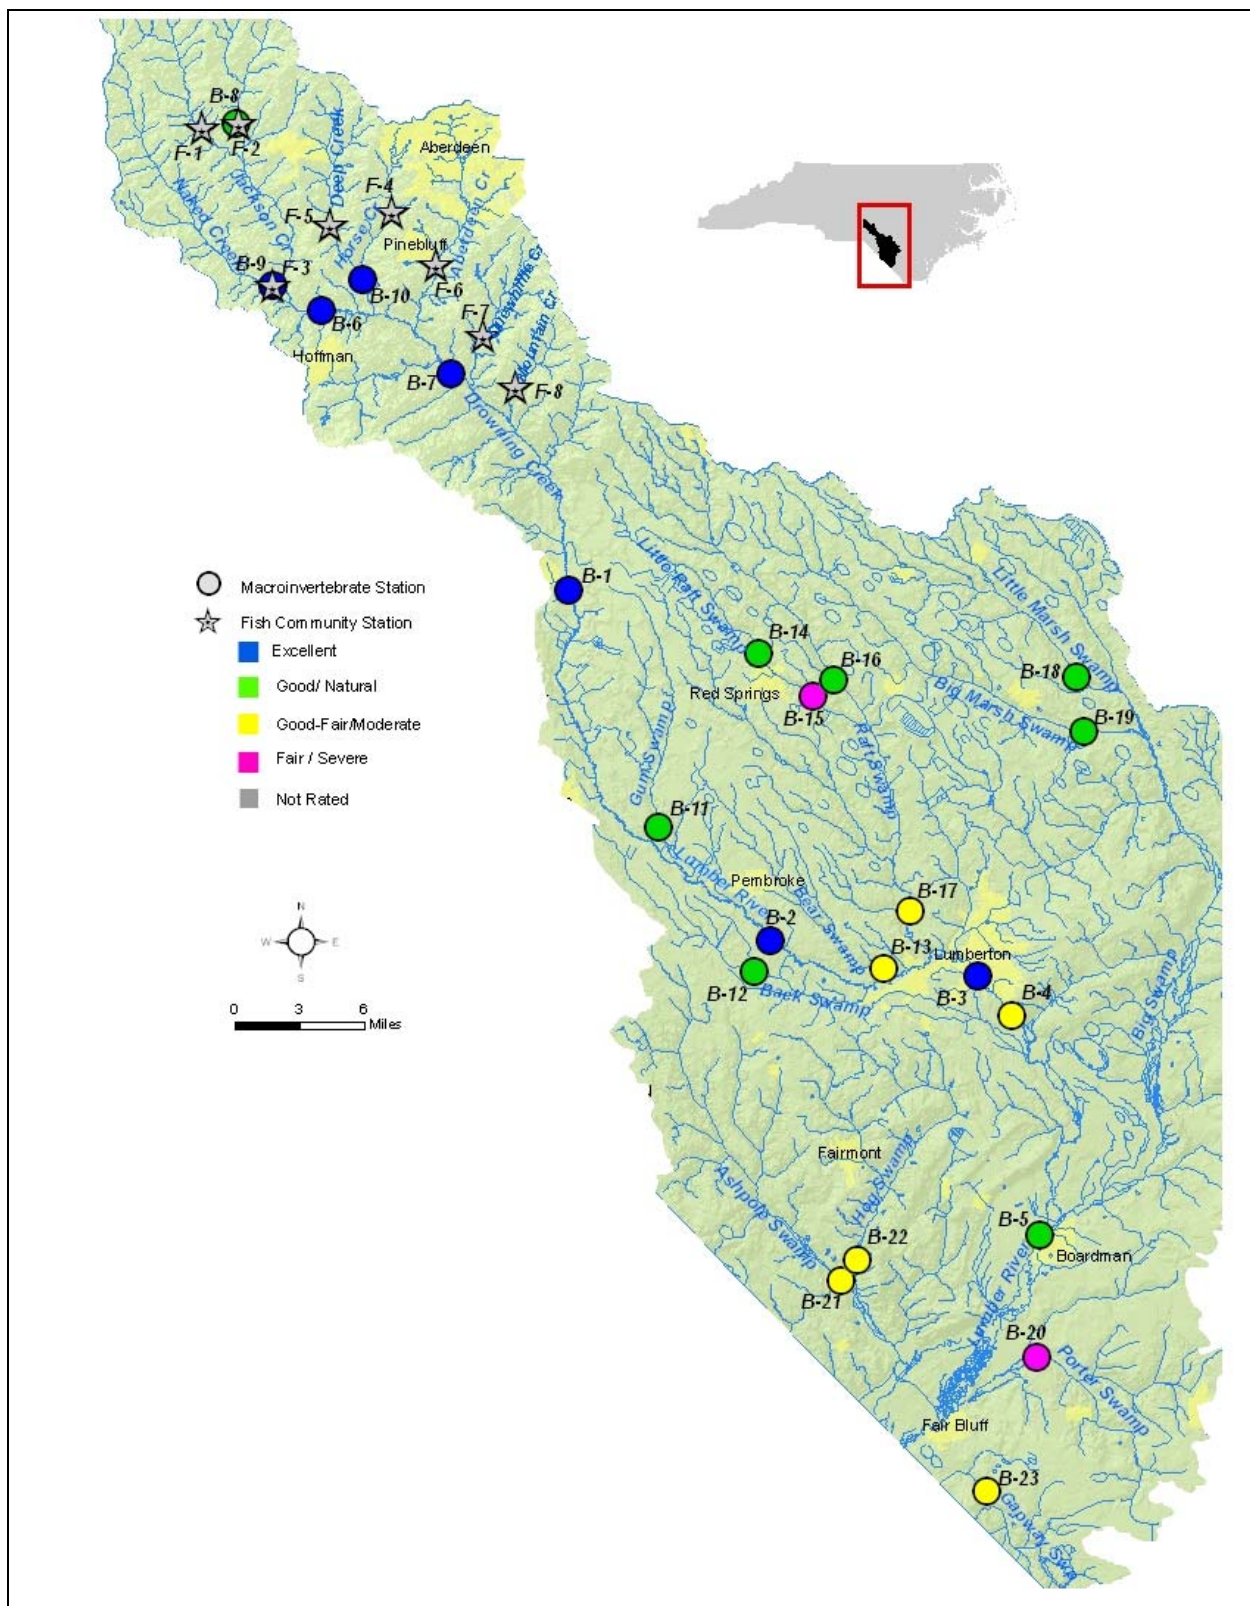 B-8
F-1
F-2
Naked Creek
Jackson Cr
Deep Creek
F-5
F-4
Horse Cr
Aberdeen
Aberdeen Cr
Pinebluff
F-6
B-9
F-3
B-10
B-6
Hoffman
F-7
Mountain Cr
B-7
F-8
Drowning Creek
Macroinvertebrate Station
Fish Community Station
Excellent
Good/ Natural
Good-Fair/Moderate
Fair / Severe
Not Rated
N
W
E
S
0
3
6
Miles
B-1
Little Raft Swamp
B-14
B-16
Red Springs
B-15
Raft Swamp
Little Marsh Swamp
B-18
Big Marsh Swamp
B-19
Gum Swamp
B-11
Lumber River
Pembroke
Bear Swamp
B-17
B-2
B-13
Lumberton
B-12
Back Swamp
B-3
B-4
Big Swamp
Fairmont
Hog Swamp
Ashpole Swamp
B-22
B-21
B-5
Boardman
Lumber River
B-20
Porter Swamp
Fair Bluff
B-23
Gapway Swp